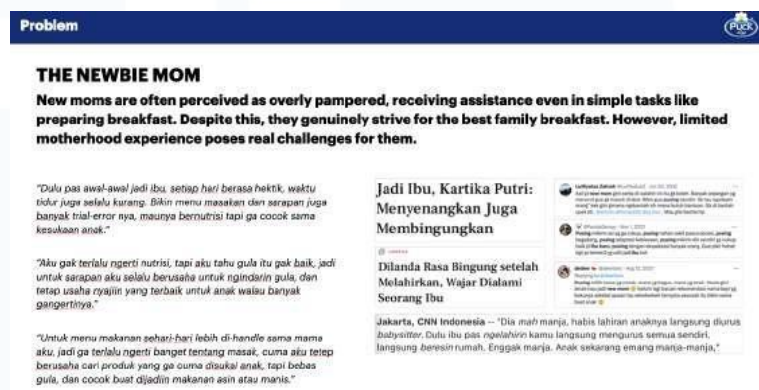 Problem
Puck
THE NEWBIE MOM
New moms are often perceived as overly pampered, receiving assistance even in simple tasks like
preparing breakfast. Despite this, they genuinely strive for the best family breakfast. However, limited
motherhood experience poses real challenges for them.
"Dulu pas awal-awal jadi ibu, setiap hari berasa hektik, waktu
tidur juga selalu kurang. Bikin menu masakan dan sarapan juga
banyak trial-error nya, maunya bernutrisi tapi ga cocok sama
kesukaan anak."
"Aku gak terlalu ngerti nutrisi, tapi aku tahu gula itu gak baik, jadi
untuk sarapan aku selalu berusaha untuk ngindarin gula, dan
tetap usaha nyajiin yang terbaik untuk anak walau banyak
gangertinya."
"Untuk menu makanan sehari-hari lebih di-handle sama mama
aku, jadi ga terlalu ngerti banget tentang masak, cuma aku tetep
berusaha cari produk yang ga cuma disukai anak, tapi bebas
gula, dan cocok buat dijadiin makanan asin atau manis."
Jadi Ibu, Kartika Putri:
Menyenangkan Juga
Membingungkan
Dilanda Rasa Bingung setelah
Melahirkan, Wajar Dialami
Seorang Ibu
Jakarta, CNN Indonesia -- "Dia mah manja, habis lahiran anaknya langsung diurus
babysitter. Dulu ibu pas ngelahirin kamu langsung mengurus semua sendiri,
langsung beresin rumah. Enggak manja. Anak sekarang emang manja-manja,"